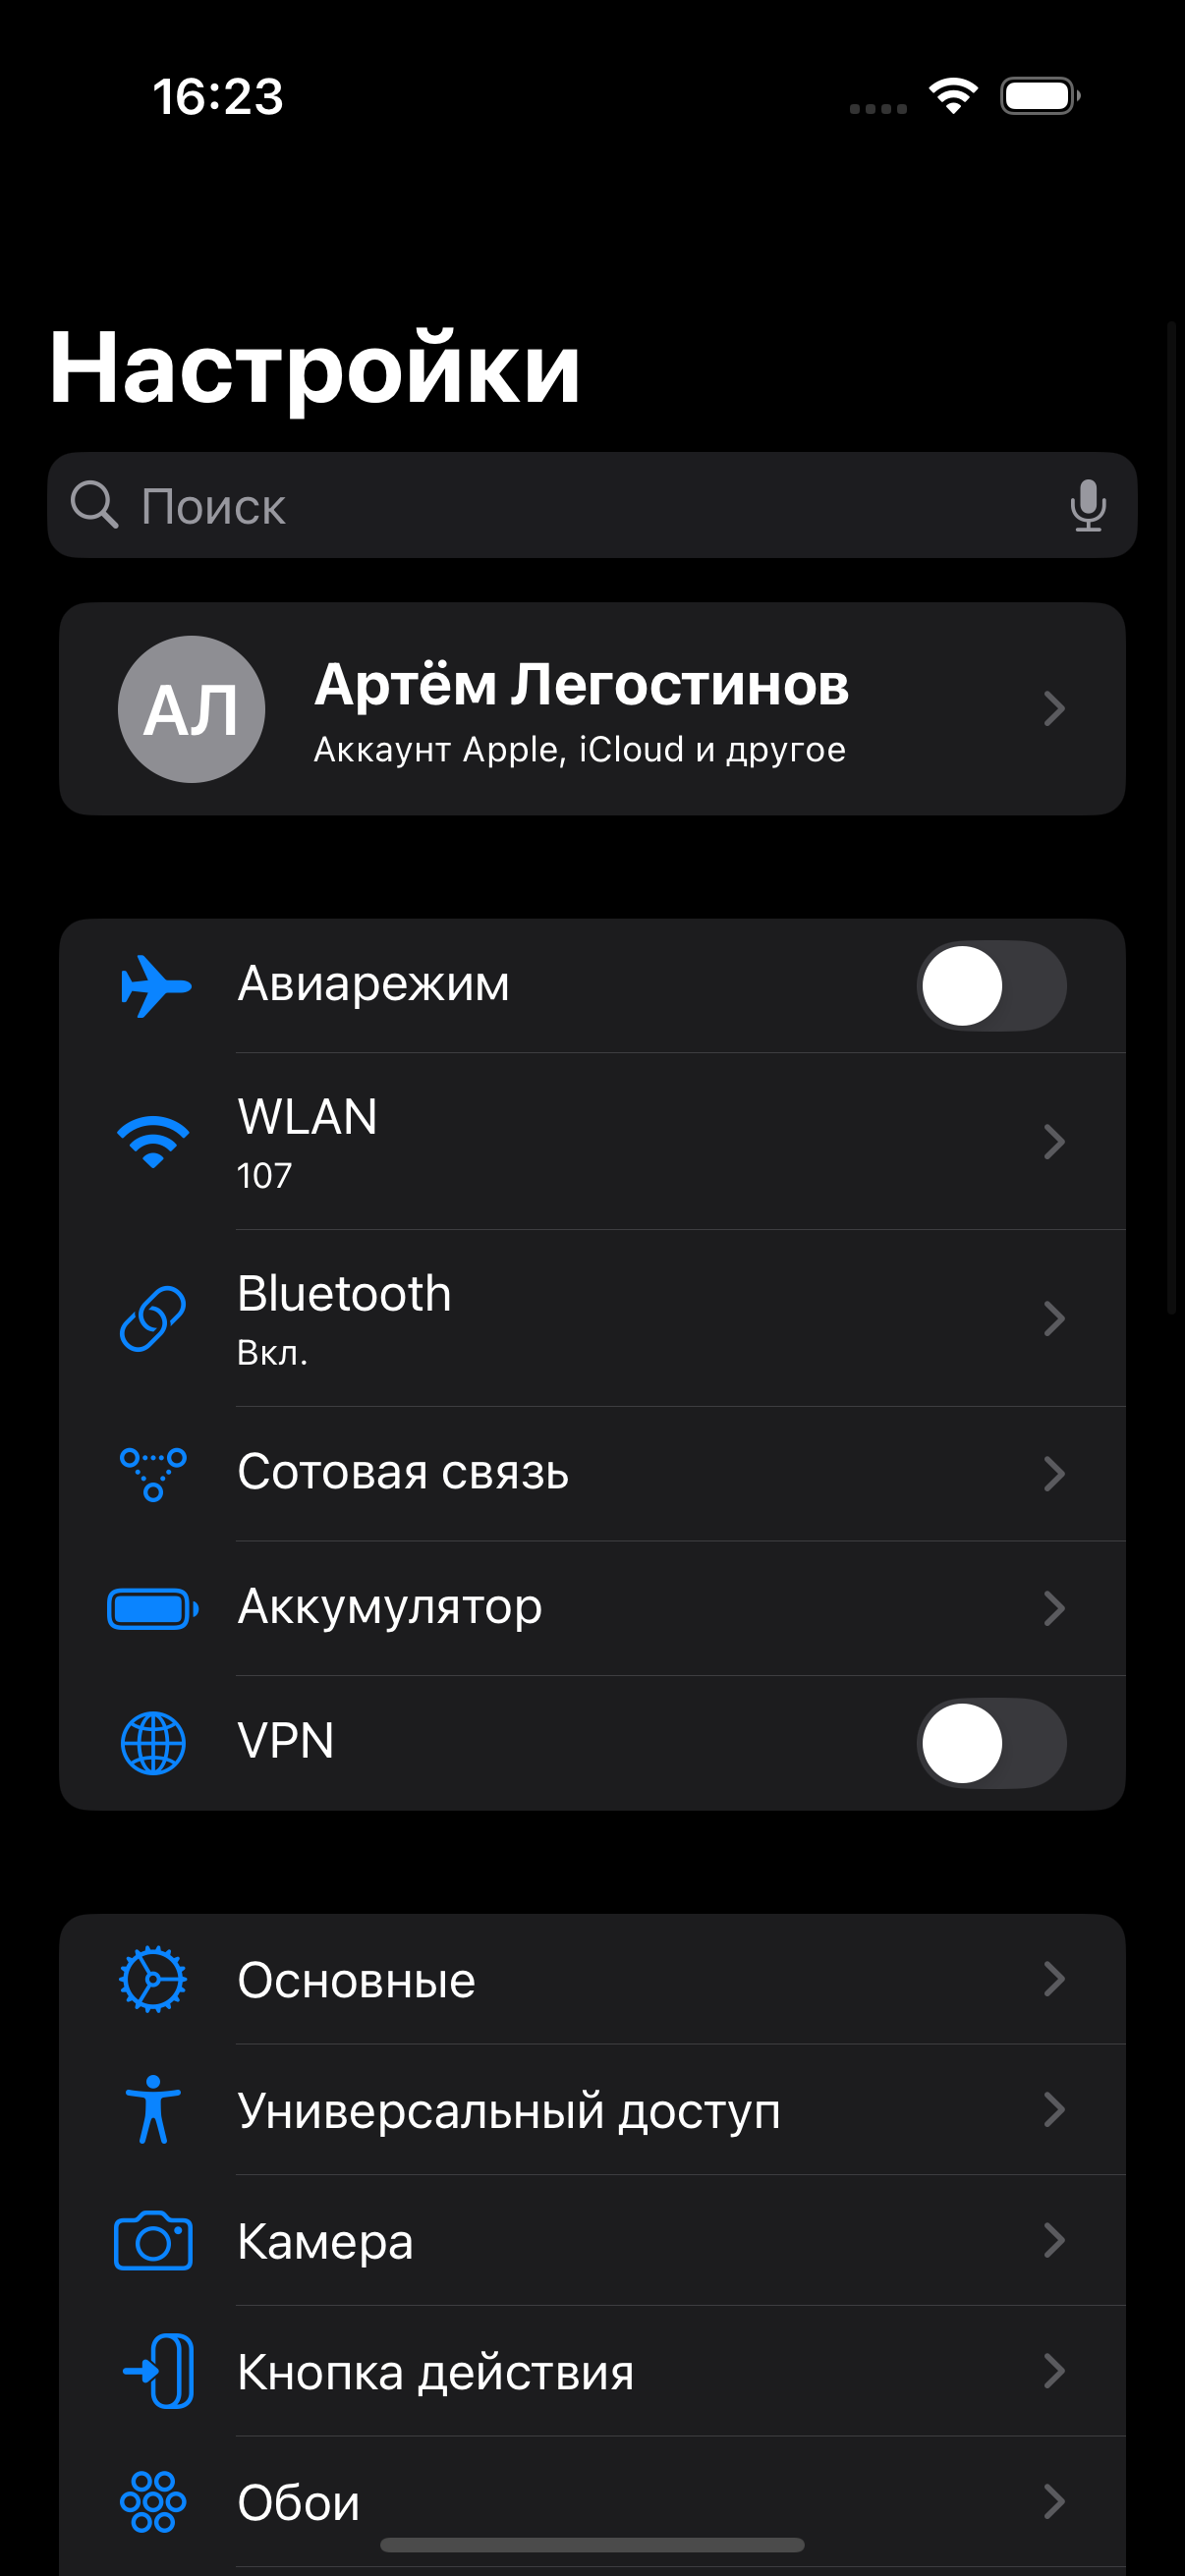 16:23
Настройки
Поиск
АЛ
Артём Легостинов
Аккаунт Apple, iCloud и другое
Авиарежим
WLAN
107
Bluetooth
Вкл.
Сотовая связь
Аккумулятор
VPN
Основные
Универсальный доступ
Камера
Кнопка действия
Обои